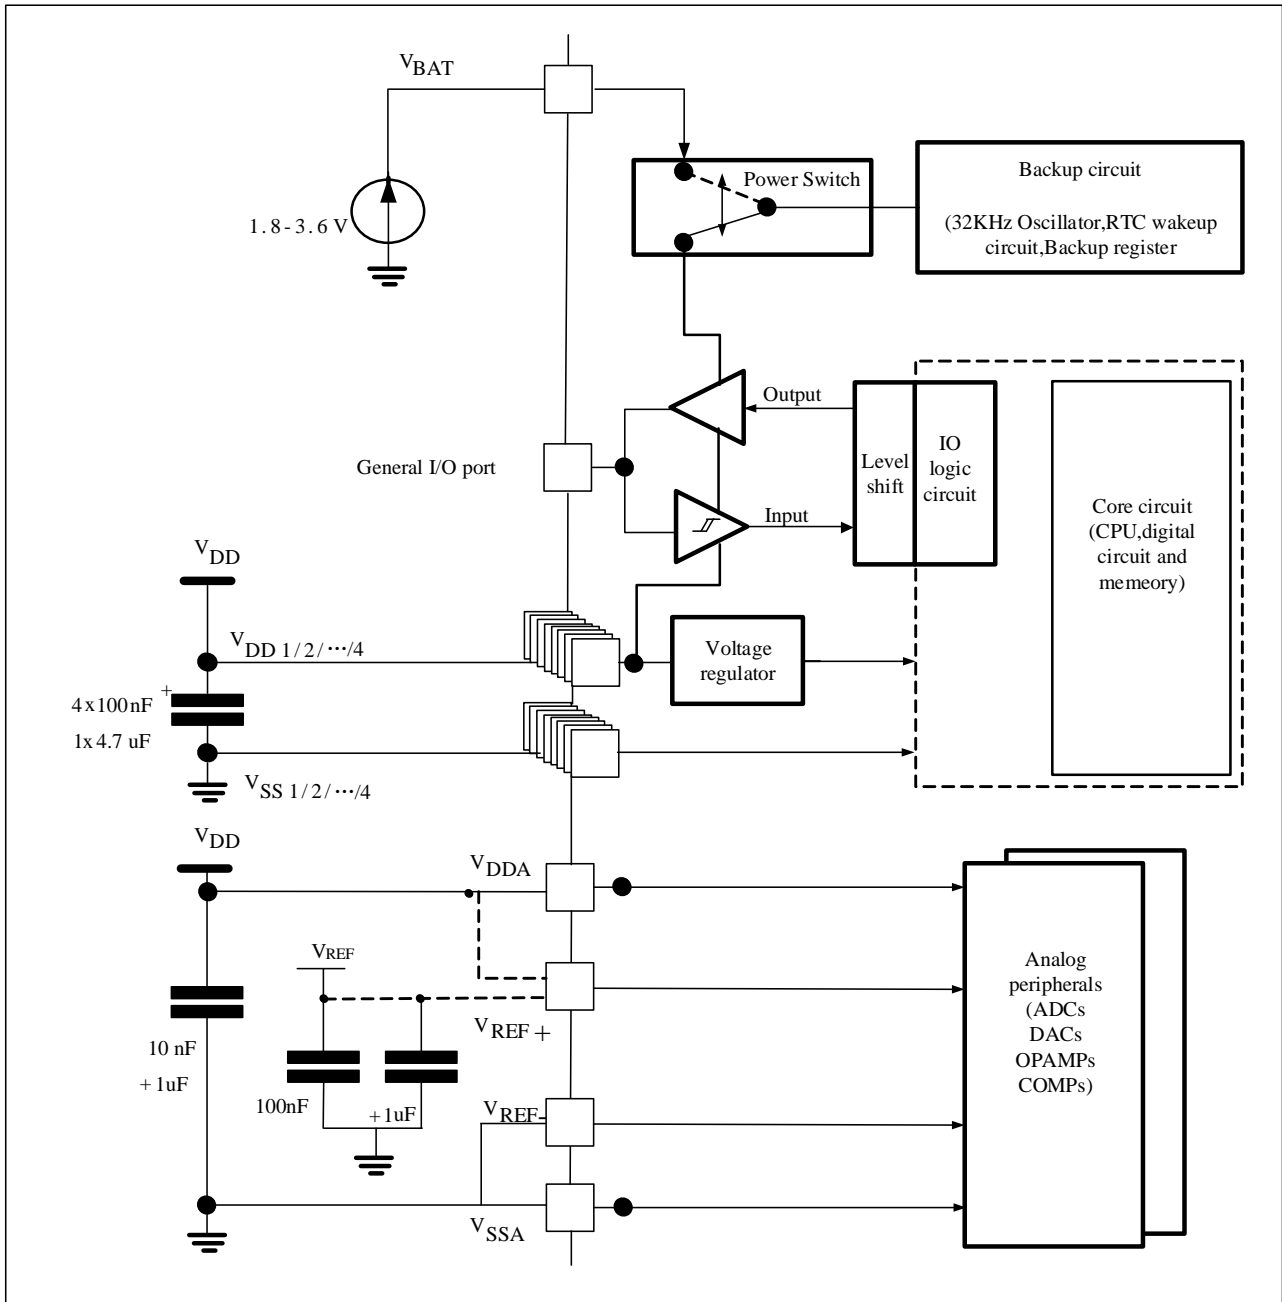 VBAT
1.8-3.6 V
Power Switch
Backup circuit
(32KHz Oscillator,RTC wakeup
circuit,Backup register
Output
General I/O port
Level
shift
IO
logic
circuit
Input
Core circuit
(CPU,digital
circuit and
memeory)
VDD
VDD 1/2/···/4
Voltage
regulator
+
4x100nF
1x4.7 uF
VSS 1/2/···/4
VDD
VDDA
VREF
VREF+
Analog
peripherals
(ADCs
DACs
OPAMPs
COMPs)
10 nF
+1uF
100nF
+1uF
VREF-
VSSA